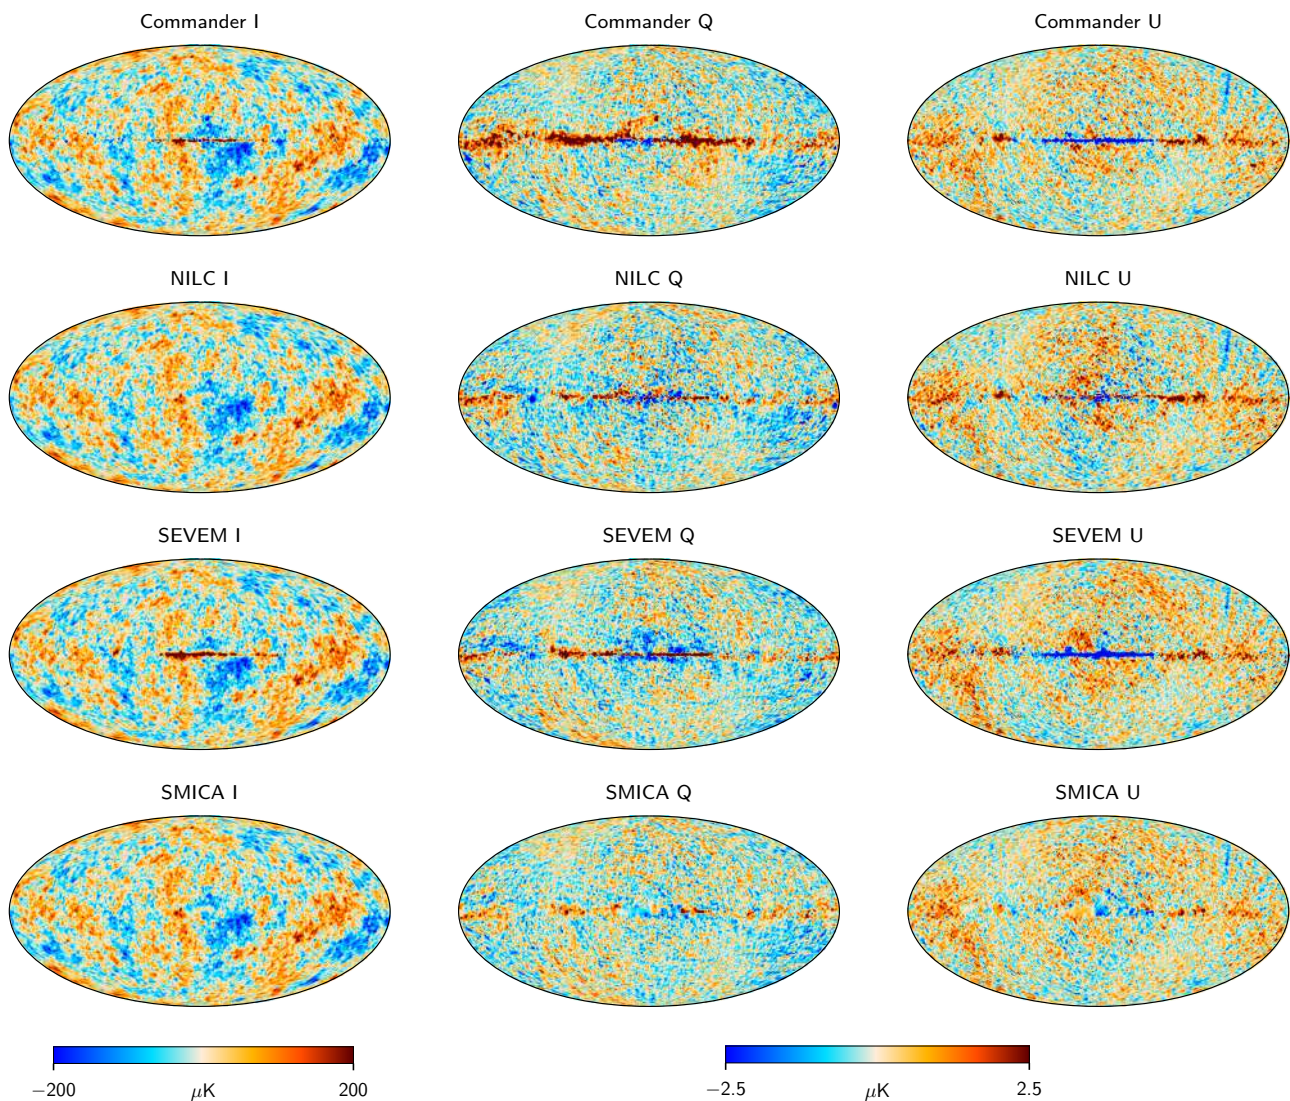 Commander I
Commander Q
Commander U
NILC I
NILC Q
NILC U
SEVEM I
SEVEM Q
SEVEM U
SMICA I
SMICA Q
SMICA U
−200 μK 200
−2.5 μK 2.5